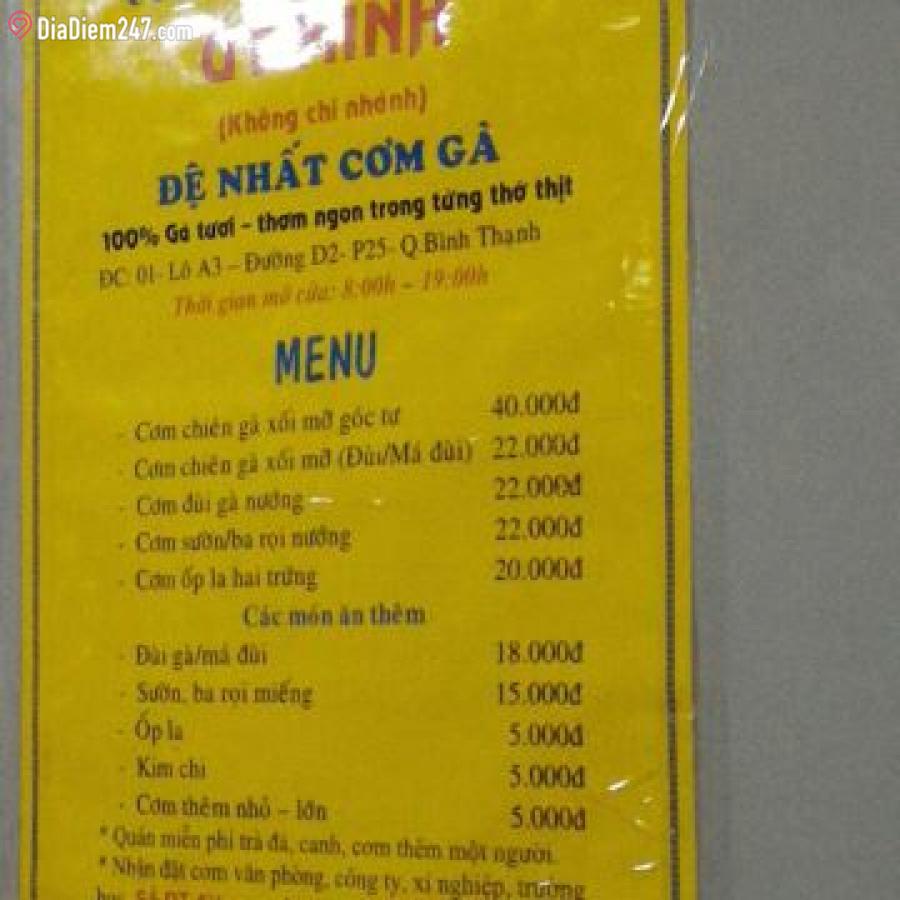 DiaDiem247.com
(Không chi nhánh)
ĐỆ NHẤT CƠM GÀ
100% Gà tươi – thơm ngon trong từng thớ thịt
ĐC: 01- Lô A3 – Đường D2- P25- Q.Bình Thạnh
Thời gian mở cửa: 8:00h – 19:00h
MENU
- Cơm chiên gà xối mỡ góc tư 40.000đ
- Cơm chiên gà xối mỡ (Đùi/Má đùi) 22.000đ
- Cơm đùi gà nướng 22.000đ
- Cơm sườn/ba rọi nướng 22.000đ
- Cơm ốp la hai trứng 20.000đ
Các món ăn thêm
- Đùi gà/má đùi 18.000đ
- Sườn, ba rọi miếng 15.000đ
- Ốp la 5.000đ
- Kim chi 5.000đ
- Cơm thêm nhỏ – lớn 5.000đ
* Quán miễn phí trà đá, canh, cơm thêm một người.
* Nhận đặt cơm văn phòng, công ty, xí nghiệp, trường